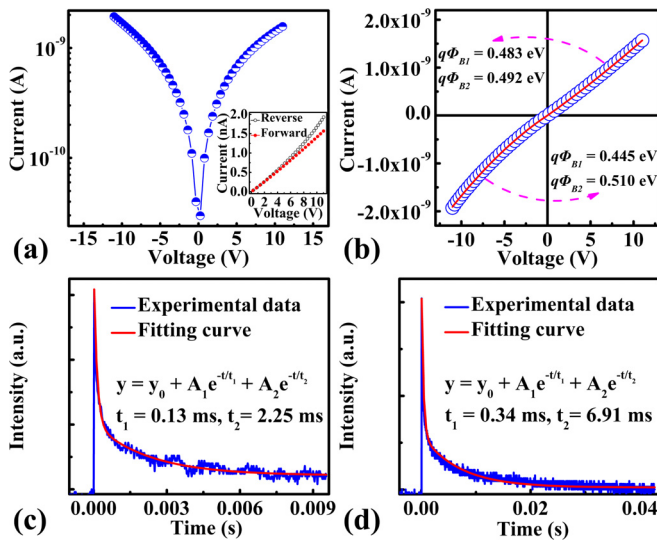 10⁻⁹
10⁻¹⁰
Current (A)
-15 -10 -5 0 5 10 15
Voltage (V)
(a)
Reverse
Forward
2.0
1.5
1.0
0.5
0.0
Current (nA)
0 2 4 6 8 10 12
Voltage (V)
2.0x10⁻⁹
1.0x10⁻⁹
0.0
-1.0x10⁻⁹
-2.0x10⁻⁹
Current (A)
qΦ_B1 = 0.483 eV
qΦ_B2 = 0.492 eV
qΦ_B1 = 0.445 eV
qΦ_B2 = 0.510 eV
-10 -5 0 5 10
Voltage (V)
(b)
Intensity (a.u.)
Experimental data
Fitting curve
y = y₀ + A₁e^(-t/t₁) + A₂e^(-t/t₂)
t₁ = 0.13 ms, t₂= 2.25 ms
0.000 0.003 0.006 0.009
Time (s)
(c)
Intensity (a.u.)
Experimental data
Fitting curve
y = y₀ + A₁e^(-t/t₁) + A₂e^(-t/t₂)
t₁ = 0.34 ms, t₂= 6.91 ms
0.00 0.02 0.04
Time (s)
(d)